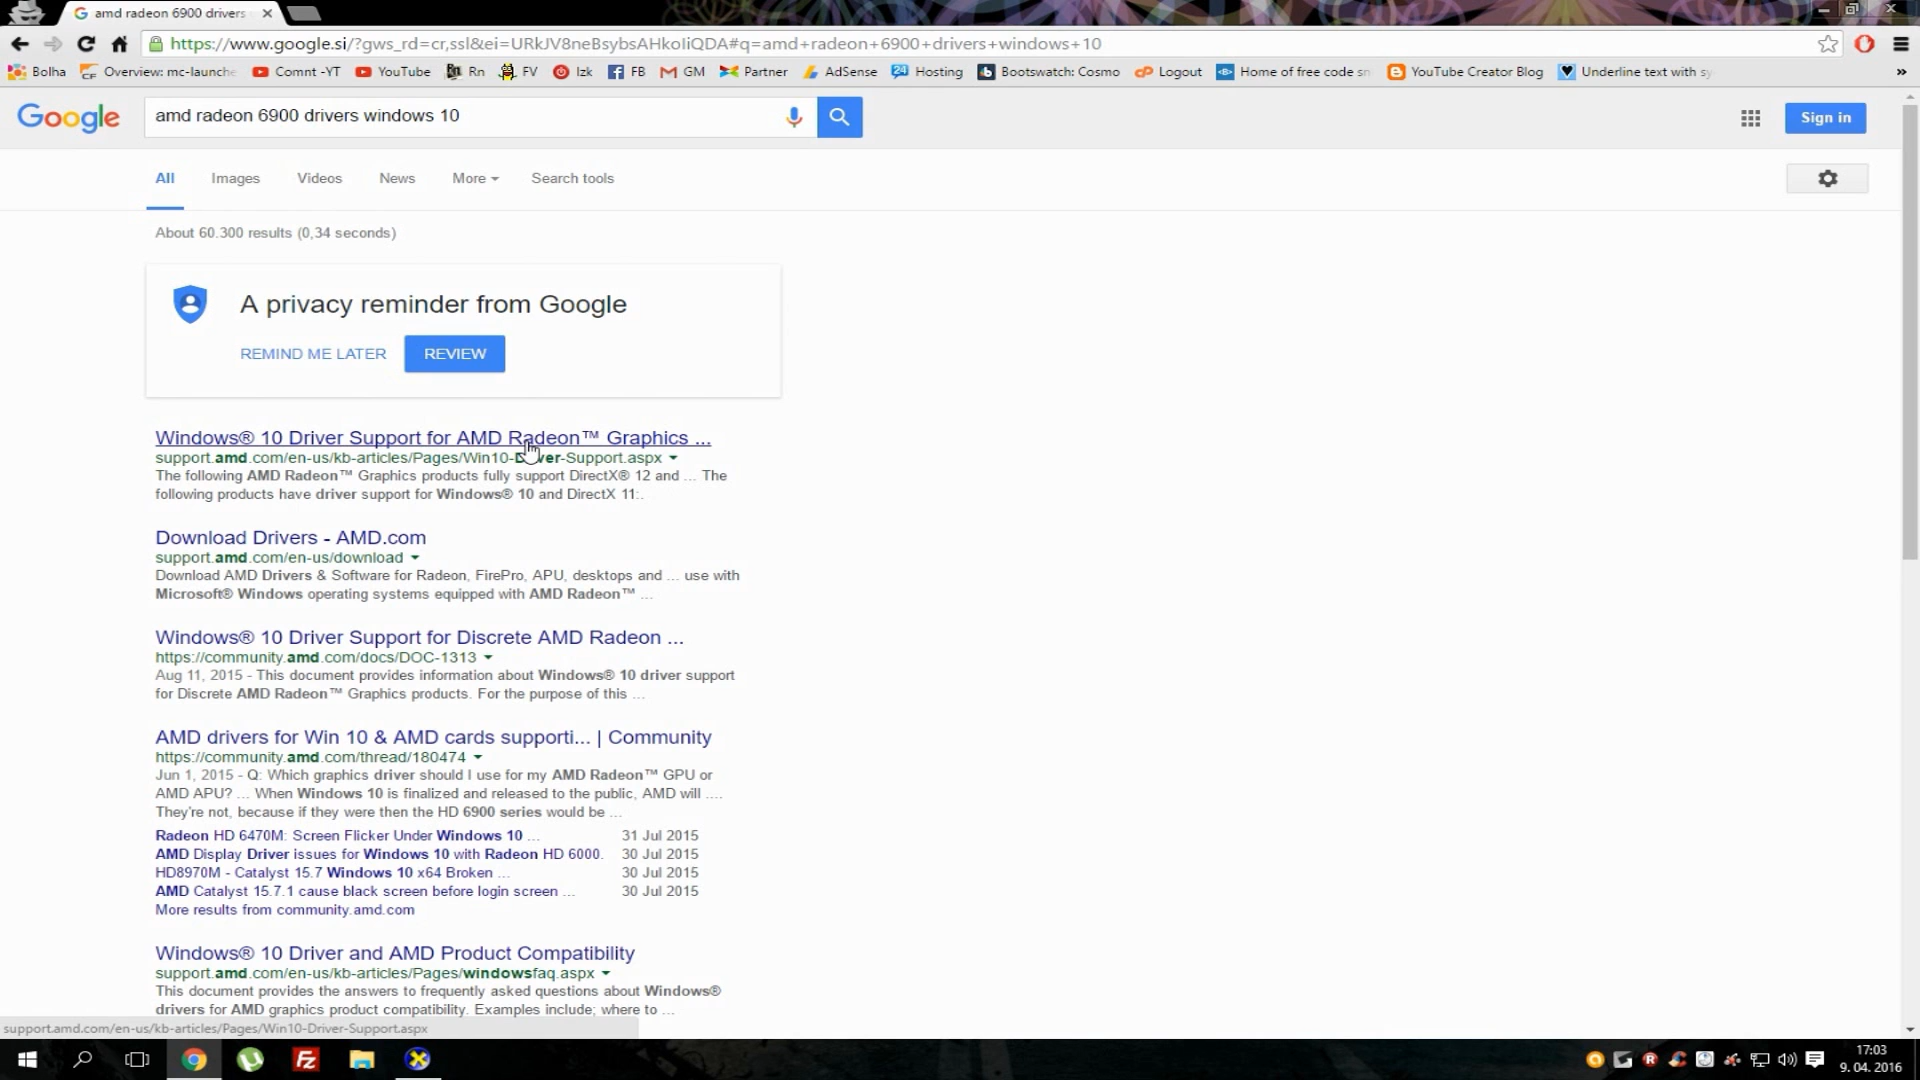 amd radeon 6900 drivers
https://www.google.si/?gws_rd=cr,ssl&ei=URkJV8neBsybsAHkoIiQDA#q=amd+radeon+6900+drivers+windows+10
Bolha
Overview: mc-launche
Comnt -YT
YouTube
Rn
FV
Izk
FB
GM
Partner
AdSense
Hosting
Bootswatch: Cosmo
Logout
Home of free code sn
YouTube Creator Blog
Underline text with sy
»
Google
amd radeon 6900 drivers windows 10
Sign in
All
Images
Videos
News
More
Search tools
About 60.300 results (0,34 seconds)
A privacy reminder from Google
REMIND ME LATER
REVIEW
Windows® 10 Driver Support for AMD Radeon™ Graphics ...
support.amd.com/en-us/kb-articles/Pages/Win10-Driver-Support.aspx
The following AMD Radeon™ Graphics products fully support DirectX® 12 and ... The
following products have driver support for Windows® 10 and DirectX 11:.
Download Drivers - AMD.com
support.amd.com/en-us/download
Download AMD Drivers & Software for Radeon, FirePro, APU, desktops and ... use with
Microsoft® Windows operating systems equipped with AMD Radeon™ ...
Windows® 10 Driver Support for Discrete AMD Radeon ...
https://community.amd.com/docs/DOC-1313
Aug 11, 2015 - This document provides information about Windows® 10 driver support
for Discrete AMD Radeon™ Graphics products. For the purpose of this ...
AMD drivers for Win 10 & AMD cards supporti... | Community
https://community.amd.com/thread/180474
Jun 1, 2015 - Q: Which graphics driver should I use for my AMD Radeon™ GPU or
AMD APU? ... When Windows 10 is finalized and released to the public, AMD will ....
They're not, because if they were then the HD 6900 series would be ...
Radeon HD 6470M: Screen Flicker Under Windows 10 ... 31 Jul 2015
AMD Display Driver issues for Windows 10 with Radeon HD 6000. 30 Jul 2015
HD8970M - Catalyst 15.7 Windows 10 x64 Broken ... 30 Jul 2015
AMD Catalyst 15.7.1 cause black screen before login screen ... 30 Jul 2015
More results from community.amd.com
Windows® 10 Driver and AMD Product Compatibility
support.amd.com/en-us/kb-articles/Pages/windowsfaq.aspx
This document provides the answers to frequently asked questions about Windows®
drivers for AMD graphics product compatibility. Examples include; where to ...
support.amd.com/en-us/kb-articles/Pages/Win10-Driver-Support.aspx
17:03
9. 04. 2016